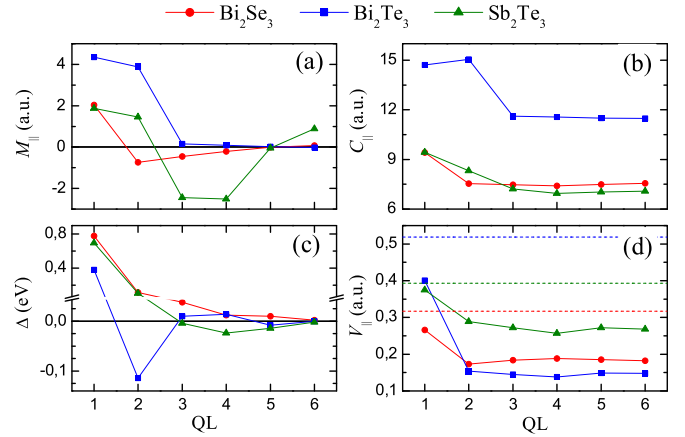 Bi₂Se₃ Bi₂Te₃ Sb₂Te₃
(a)
M∥ (a.u.)
4
2
0
-2
(b)
C∥ (a.u.)
15
12
9
6
(c)
Δ (eV)
0,8
0,4
0,0
-0,1
1 2 3 4 5 6
QL
(d)
V∥ (a.u.)
0,5
0,4
0,3
0,2
0,1
1 2 3 4 5 6
QL